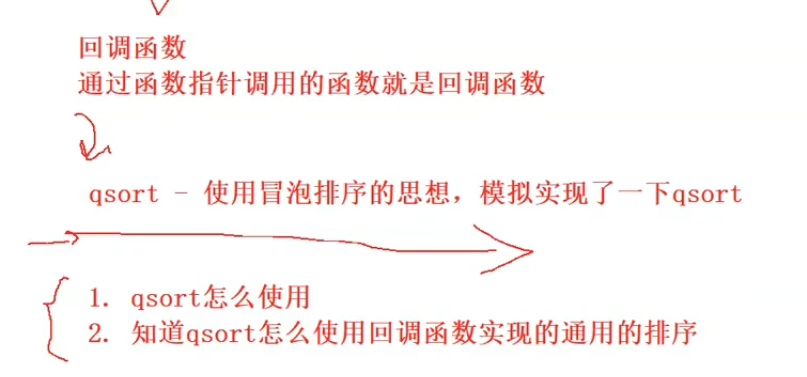 回调函数
通过函数指针调用的函数就是回调函数
qsort - 使用冒泡排序的思想，模拟实现了一下qsort
1. qsort怎么使用
2. 知道qsort怎么使用回调函数实现的通用的排序